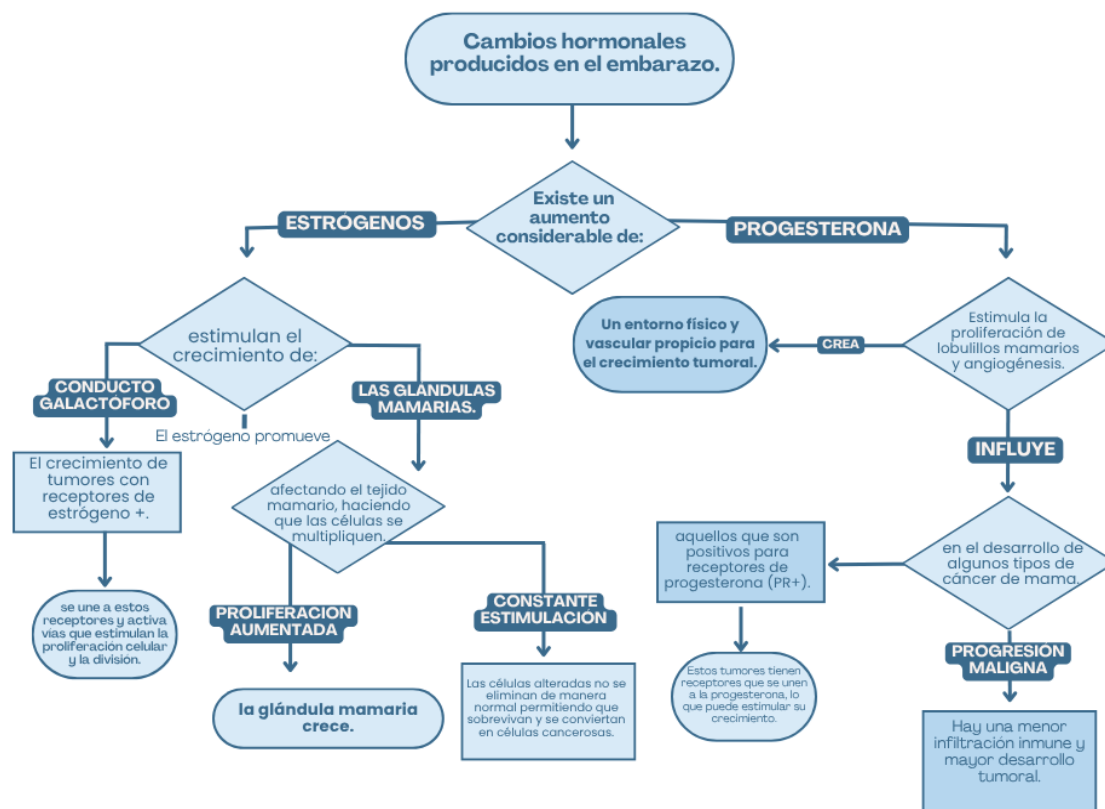 Cambios hormonales
producidos en el embarazo.
Existe un
aumento
considerable de:
ESTRÓGENOS
PROGESTERONA
estimulan el
crecimiento de:
Un entorno físico y
vascular propicio para
el crecimiento tumoral.
CREA
Estimula la
proliferación de
lobulillos mamarios
y angiogénesis.
CONDUCTO
GALACTÓFORO
LAS GLÁNDULAS
MAMARIAS.
El estrógeno promueve
INFLUYE
El crecimiento de
tumores con
receptores de
estrógeno +.
afectando el tejido
mamario, haciendo
que las células se
multipliquen.
aquellos que son
positivos para
receptores de
progesterona (PR+).
en el desarrollo de
algunos tipos de
cáncer de mama.
se une a estos
receptores y activa
vías que estimulan la
proliferación celular
y la división.
PROLIFERACION
AUMENTADA
CONSTANTE
ESTIMULACIÓN
PROGRESIÓN
MALIGNA
la glándula mamaria
crece.
Las células alteradas no se
eliminan de manera
normal permitiendo que
sobrevivan y se conviertan
en células cancerosas.
Estos tumores tienen
receptores que se unen
a la progesterona, lo
que puede estimular su
crecimiento.
Hay una menor
infiltración inmune y
mayor desarrollo
tumoral.